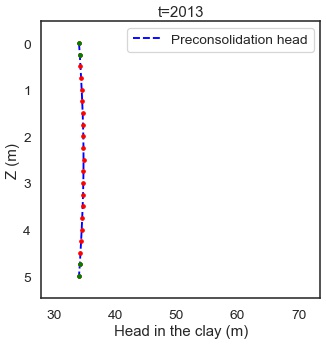 t=2013
Preconsolidation head
0
1
2
3
4
5
Z (m)
30 40 50 60 70
Head in the clay (m)